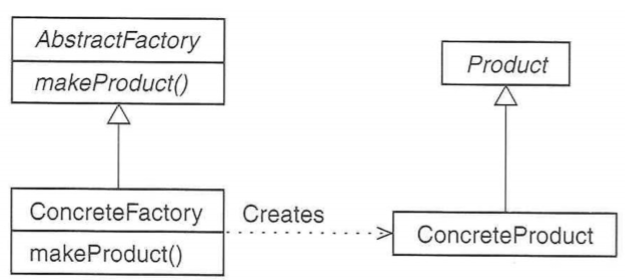 AbstractFactory
makeProduct()
Product
ConcreteFactory
makeProduct()
Creates
ConcreteProduct